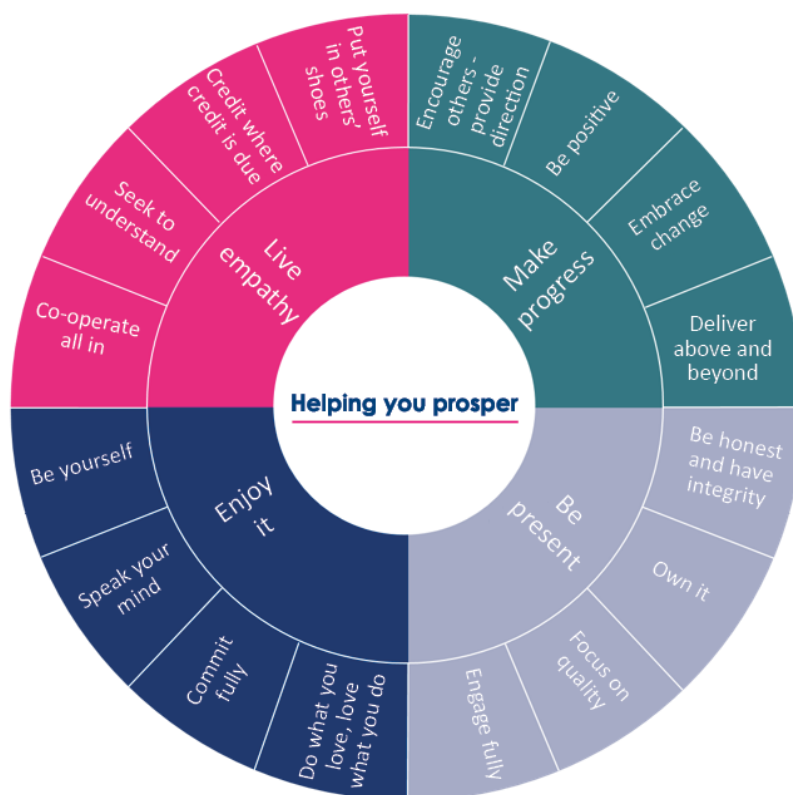 Helping you prosper
Make
progress
Encourage
others -
provide
direction
Be positive
Embrace
change
Deliver
above and
beyond
Be
present
Be honest
and have
integrity
Own it
Focus on
quality
Engage fully
Enjoy
it
Do what you
love, love
what you do
Commit
fully
Speak your
mind
Be yourself
Live
empathy
Co-operate
all in
Seek to
understand
Credit where
credit is due
Put yourself
in others’
shoes